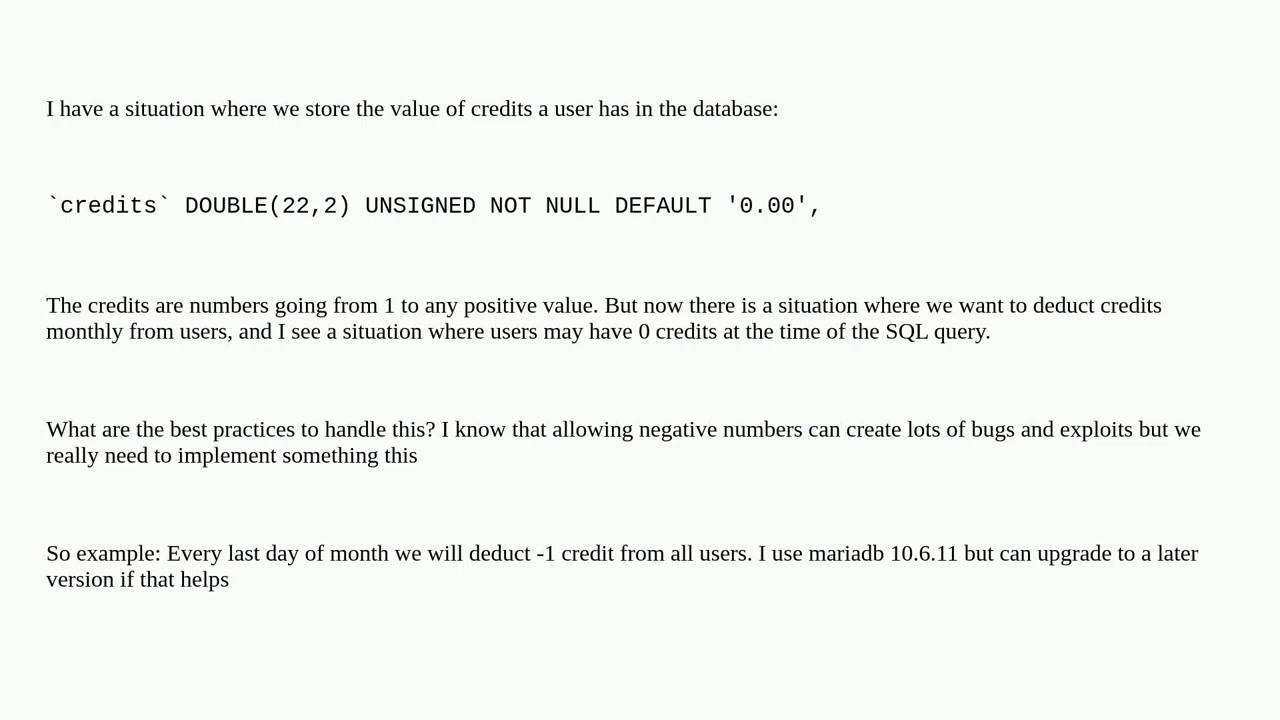 I have a situation where we store the value of credits a user has in the database:
`credits` DOUBLE(22,2) UNSIGNED NOT NULL DEFAULT '0.00',
The credits are numbers going from 1 to any positive value. But now there is a situation where we want to deduct credits
monthly from users, and I see a situation where users may have 0 credits at the time of the SQL query.
What are the best practices to handle this? I know that allowing negative numbers can create lots of bugs and exploits but we
really need to implement something this
So example: Every last day of month we will deduct -1 credit from all users. I use mariadb 10.6.11 but can upgrade to a later
version if that helps